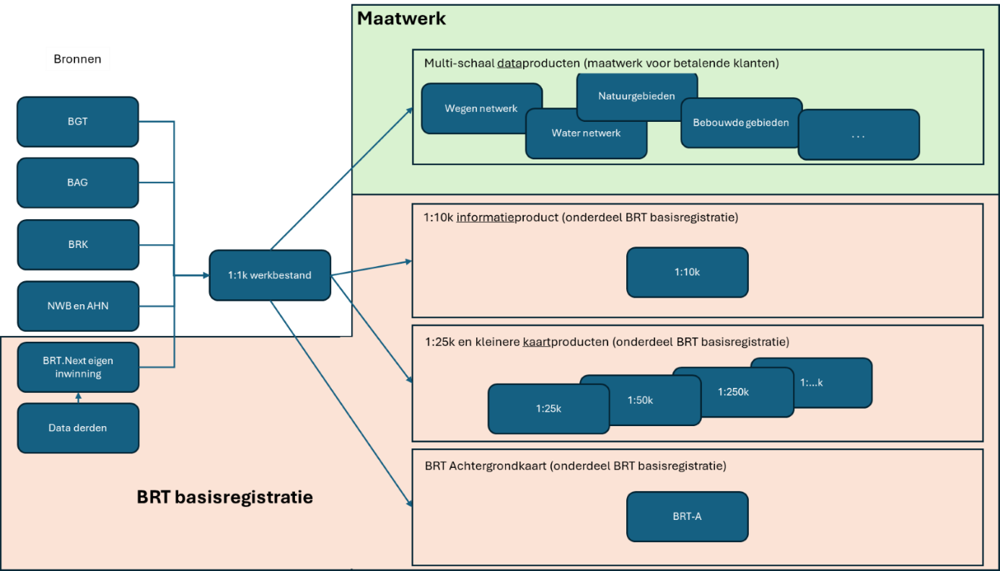 Maatwerk
Bronnen
Multi-schaal dataproducten (maatwerk voor betalende klanten)
BGT
BAG
BRK
NWB en AHN
BRT.Next eigen
inwinning
Data derden
1:1k werkbestand
Wegen netwerk
Water netwerk
Natuurgebieden
Bebouwde gebieden
...
1:10k informatieproduct (onderdeel BRT basisregistratie)
1:10k
1:25k en kleinere kaartproducten (onderdeel BRT basisregistratie)
1:25k
1:50k
1:250k
1:...k
BRT Achtergrondkaart (onderdeel BRT basisregistratie)
BRT-A
BRT basisregistratie